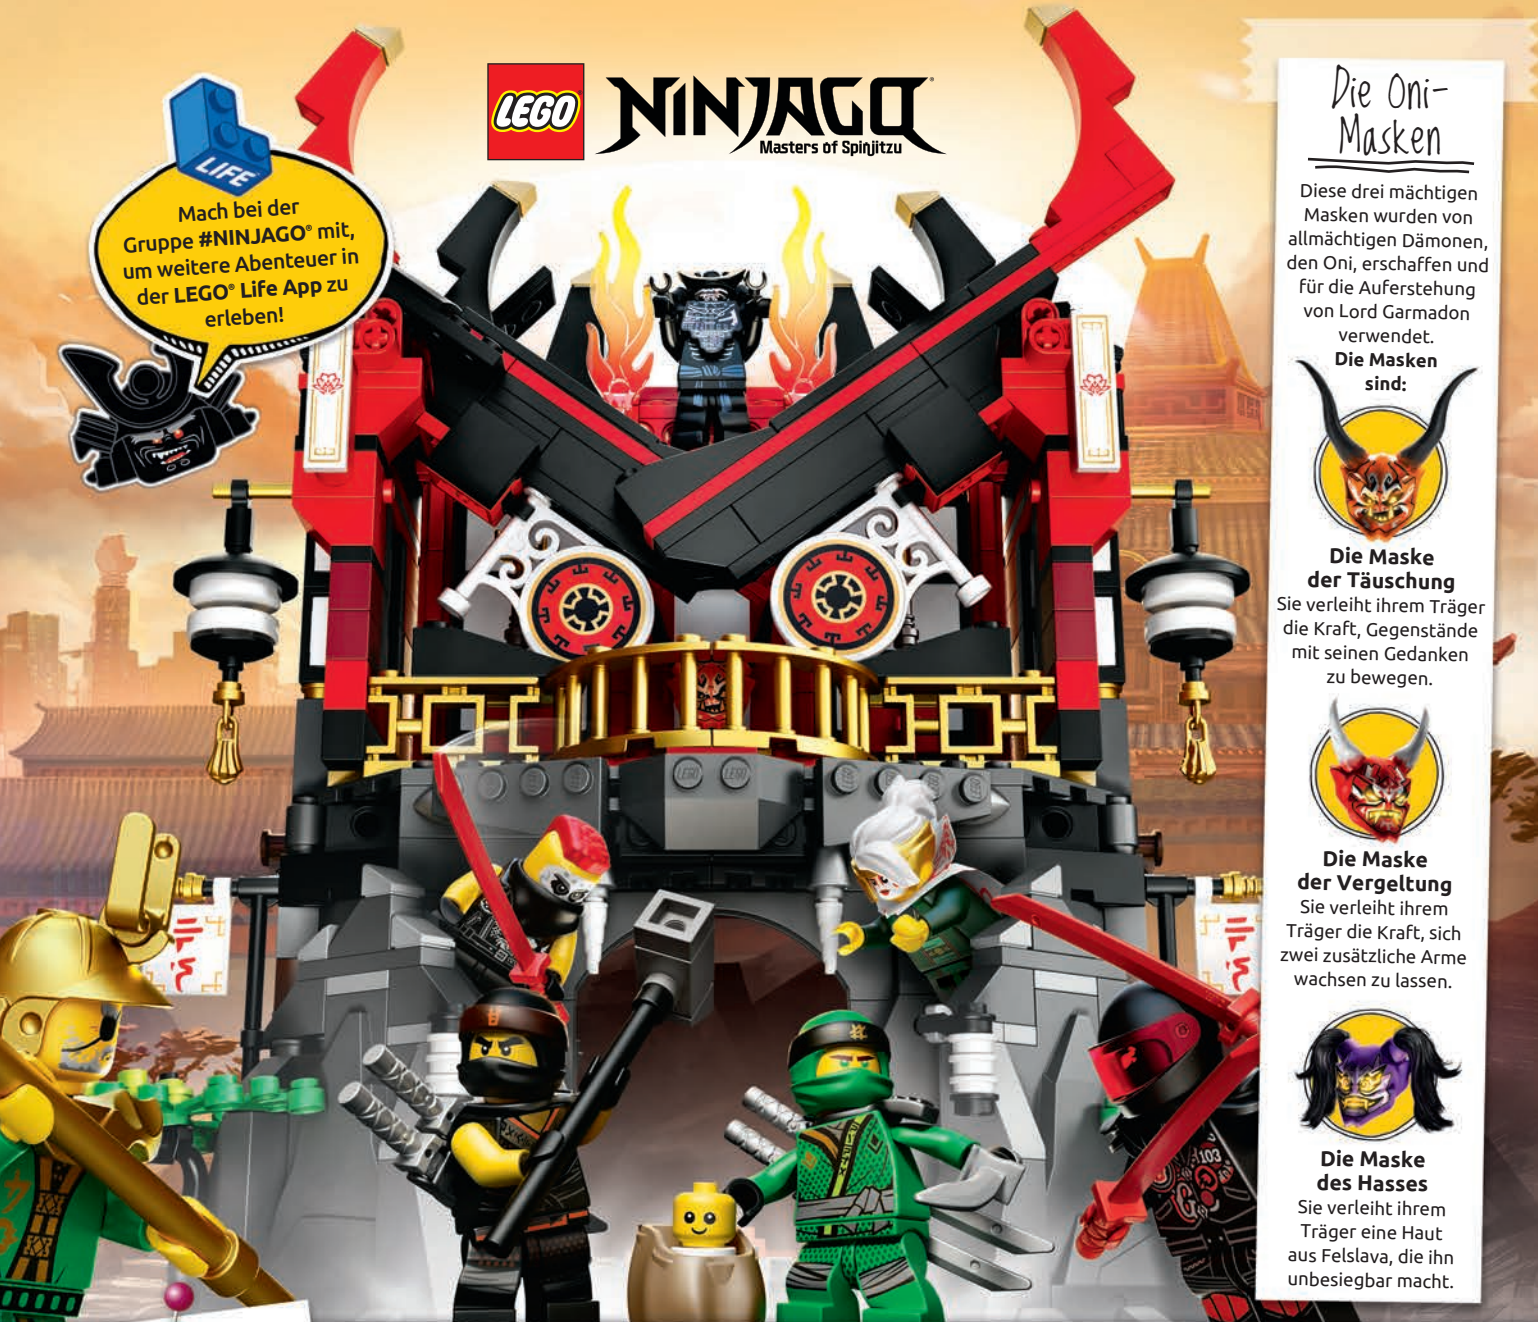 LEGO NINJAGO
Masters of Spinjitzu
LIFE
Mach bei der
Gruppe #NINJAGO® mit,
um weitere Abenteuer in
der LEGO® Life App zu
erleben!
Die Oni-
Masken
Diese drei mächtigen
Masken wurden von
allmächtigen Dämonen,
den Oni, erschaffen und
für die Auferstehung
von Lord Garmadon
verwendet.
Die Masken
sind:
Die Maske
der Täuschung
Sie verleiht ihrem Träger
die Kraft, Gegenstände
mit seinen Gedanken
zu bewegen.
Die Maske
der Vergeltung
Sie verleiht ihrem
Träger die Kraft, sich
zwei zusätzliche Arme
wachsen zu lassen.
Die Maske
des Hasses
Sie verleiht ihrem
Träger eine Haut
aus Felslava, die ihn
unbesiegbar macht.
LEGO LEGO
103